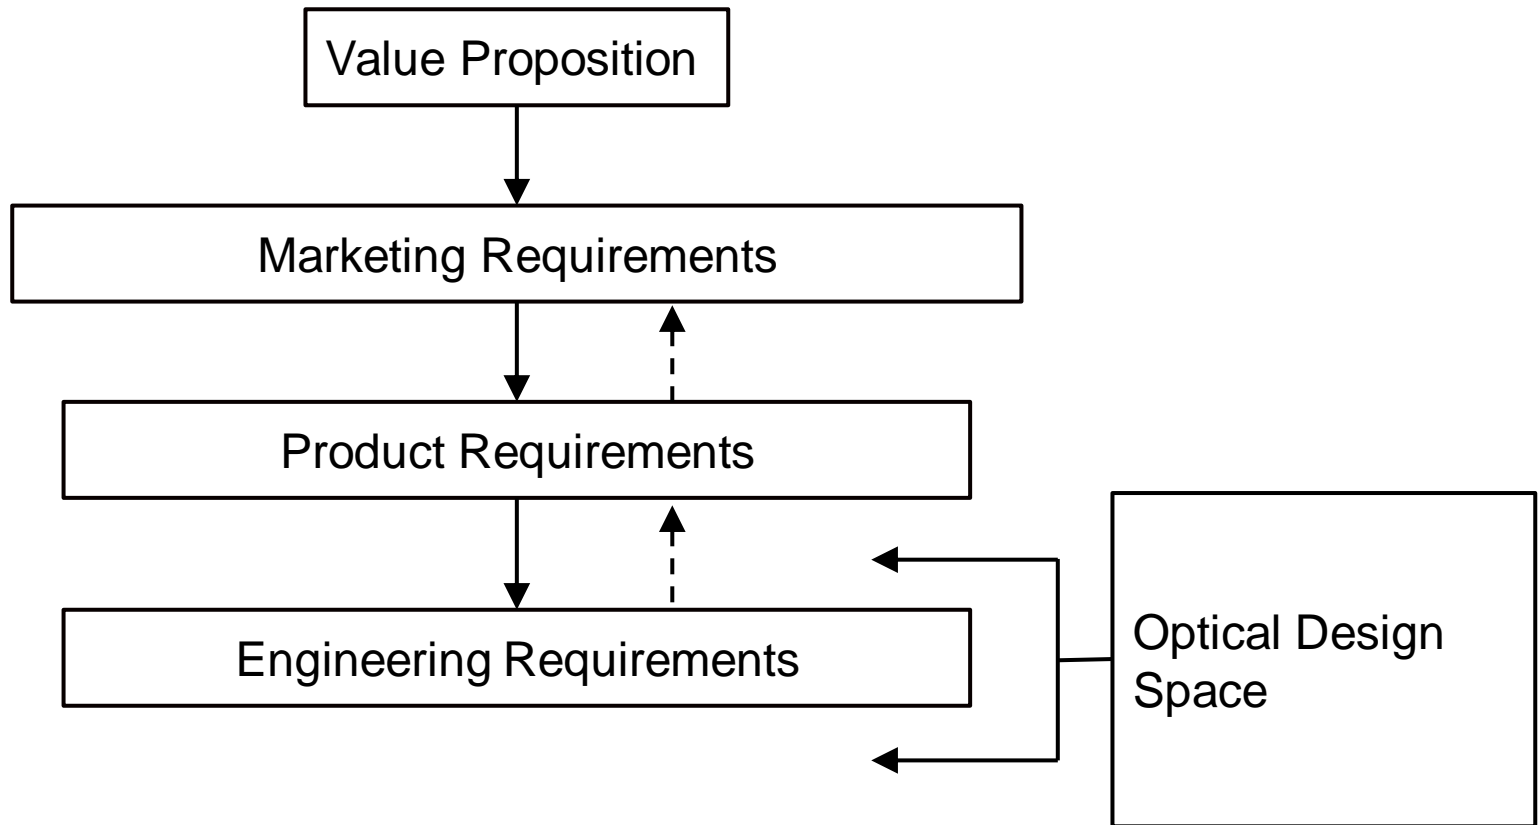 Value Proposition
Marketing Requirements
Product Requirements
Engineering Requirements
Optical Design
Space